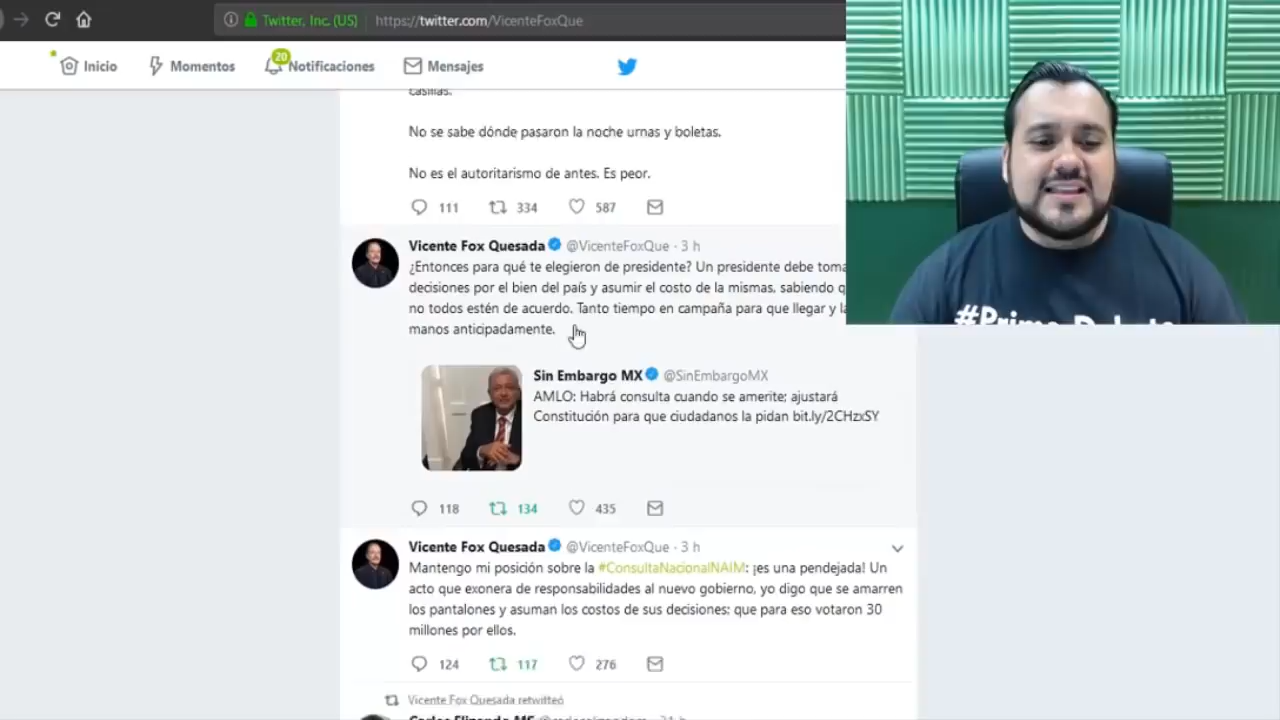 Twitter, Inc. (US) https://twitter.com/VicenteFoxQue
Inicio Momentos 20 Notificaciones Mensajes
casillas.
No se sabe dónde pasaron la noche urnas y boletas.
No es el autoritarismo de antes. Es peor.
111 334 587
Vicente Fox Quesada @VicenteFoxQue · 3 h
¿Entonces para qué te elegieron de presidente? Un presidente debe toma
decisiones por el bien del país y asumir el costo de la mismas, sabiendo q
no todos estén de acuerdo. Tanto tiempo en campaña para que llegar y la
manos anticipadamente.
Sin Embargo MX @SinEmbargoMX
AMLO: Habrá consulta cuando se amerite; ajustará
Constitución para que ciudadanos la pidan bit.ly/2CHzxSY
118 134 435
Vicente Fox Quesada @VicenteFoxQue · 3 h
Mantengo mi posición sobre la #ConsultaNacionalNAIM: ¡es una pendejada! Un
acto que exonera de responsabilidades al nuevo gobierno, yo digo que se amarren
los pantalones y asuman los costos de sus decisiones: que para eso votaron 30
millones por ellos.
124 117 276
Vicente Fox Quesada retwitteó